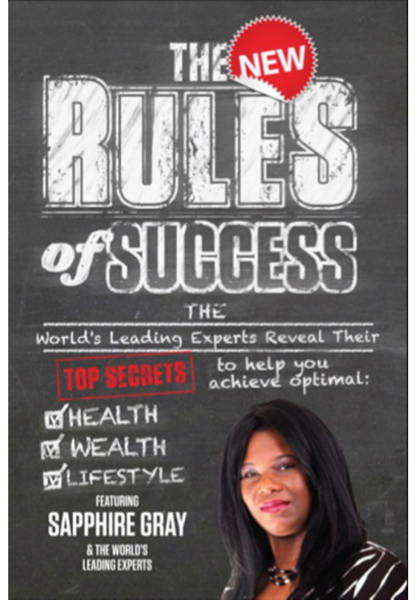 THE NEW
RULES
of SUCCESS
THE
World's Leading Experts Reveal Their
TOP SECRETS to help you
achieve optimal:
HEALTH
WEALTH
LIFESTYLE
FEATURING
SAPPHIRE GRAY
& THE WORLD'S
LEADING EXPERTS